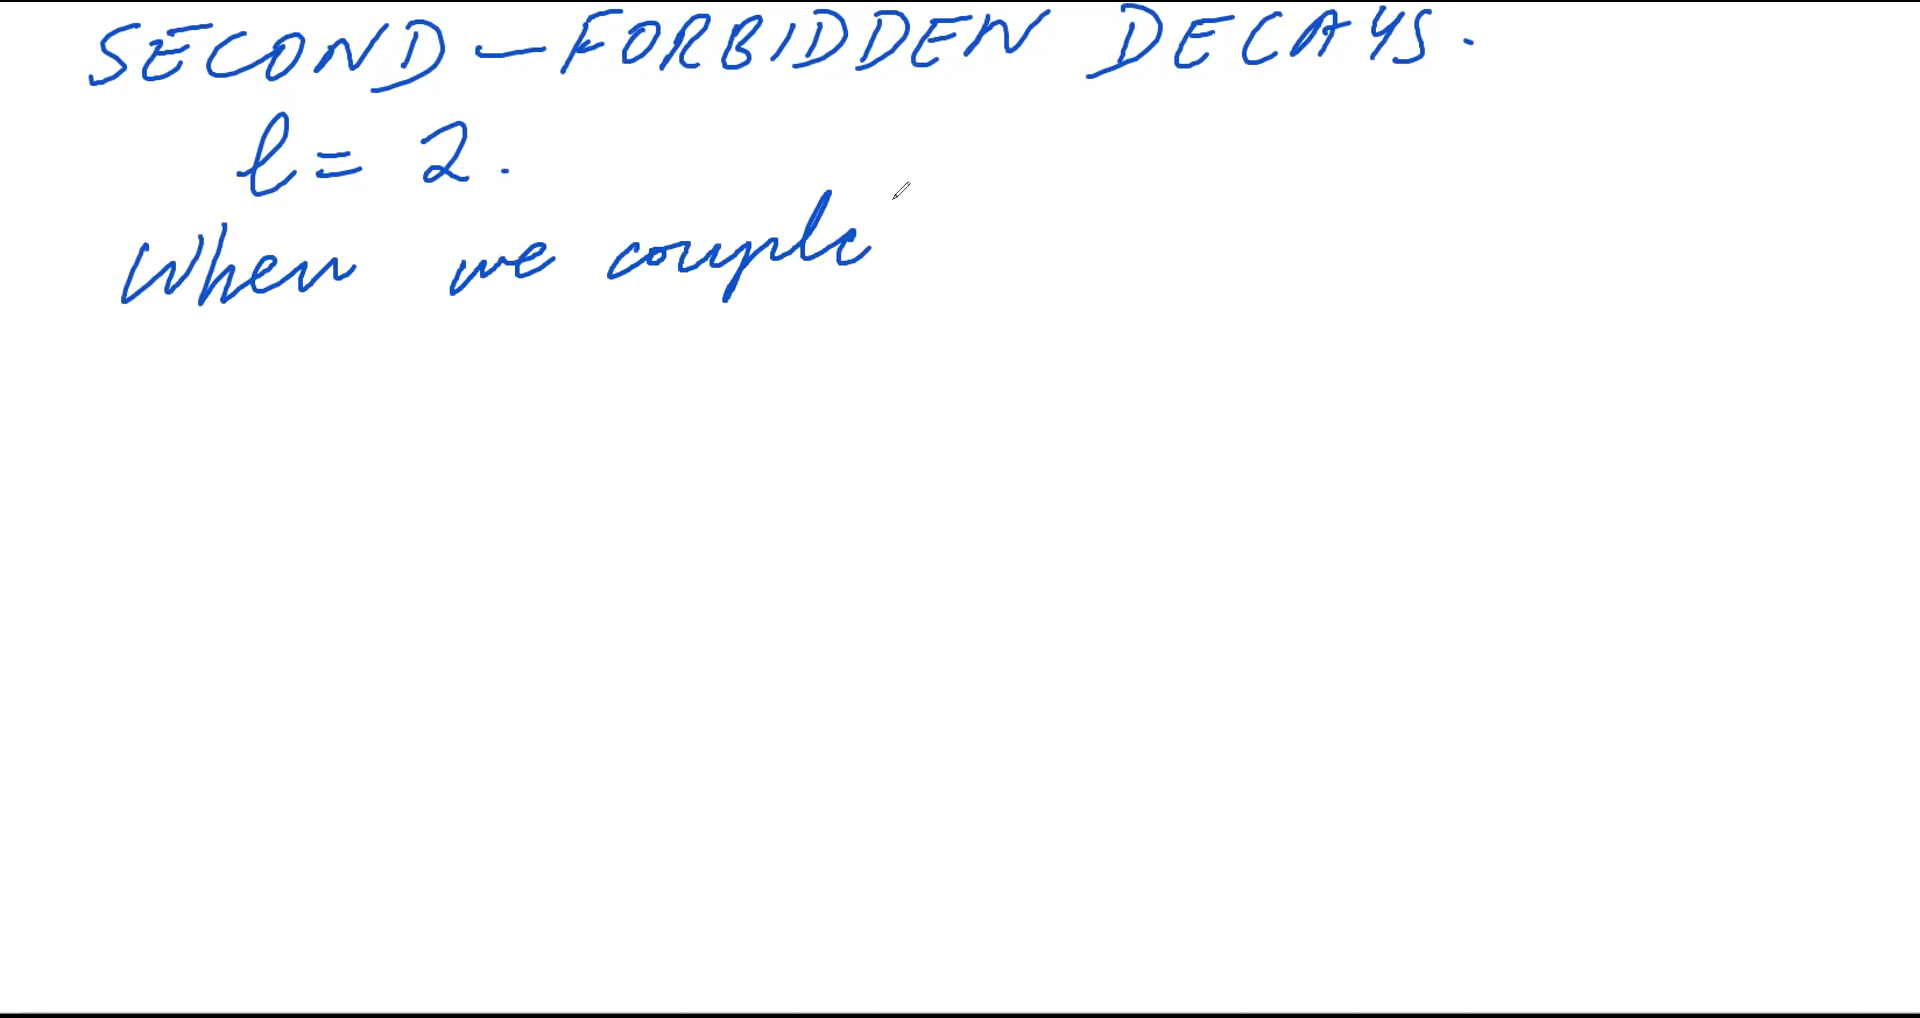 SECOND-FORBIDDEN DECAYS.
l = 2.
When we couple